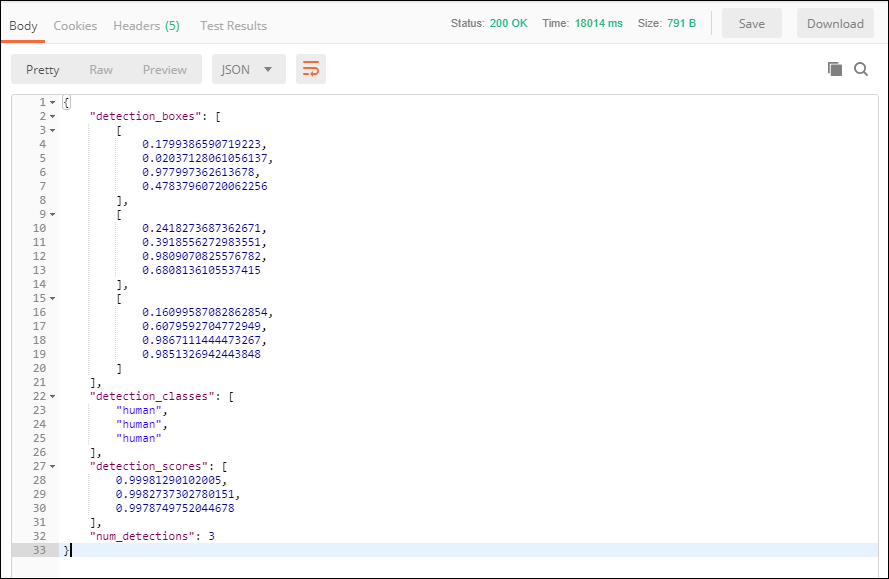 Body Cookies Headers (5) Test Results Status: 200 OK Time: 18014 ms Size: 791 B Save Download
Pretty Raw Preview JSON
1 {
2 "detection_boxes": [
3 [
4 0.1799386590719223,
5 0.02037128061056137,
6 0.977997362613678,
7 0.47837960720062256
8 ],
9 [
10 0.2418273687362671,
11 0.3918556272983551,
12 0.9809070825576782,
13 0.6808136105537415
14 ],
15 [
16 0.16099587082862854,
17 0.6079592704772949,
18 0.9867111444473267,
19 0.9851326942443848
20 ]
21 ],
22 "detection_classes": [
23 "human",
24 "human",
25 "human"
26 ],
27 "detection_scores": [
28 0.99981290102005,
29 0.9982737302780151,
30 0.9978749752044678
31 ],
32 "num_detections": 3
33 }